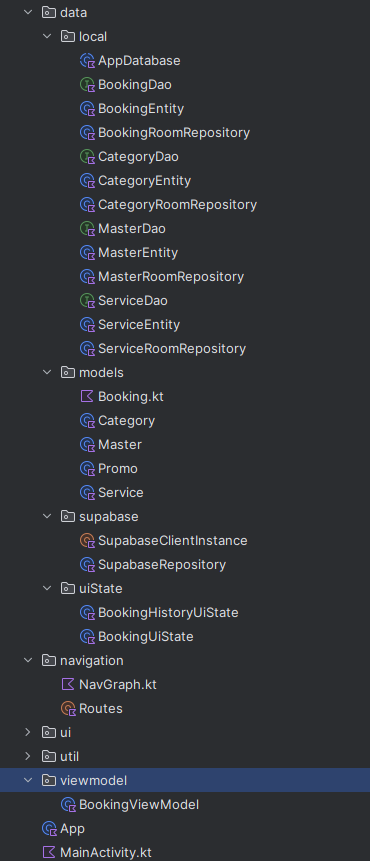 data
local
AppDatabase
BookingDao
BookingEntity
BookingRoomRepository
CategoryDao
CategoryEntity
CategoryRoomRepository
MasterDao
MasterEntity
MasterRoomRepository
ServiceDao
ServiceEntity
ServiceRoomRepository
models
Booking.kt
Category
Master
Promo
Service
supabase
SupabaseClientInstance
SupabaseRepository
uiState
BookingHistoryUiState
BookingUiState
navigation
NavGraph.kt
Routes
ui
util
viewmodel
BookingViewModel
App
MainActivity.kt